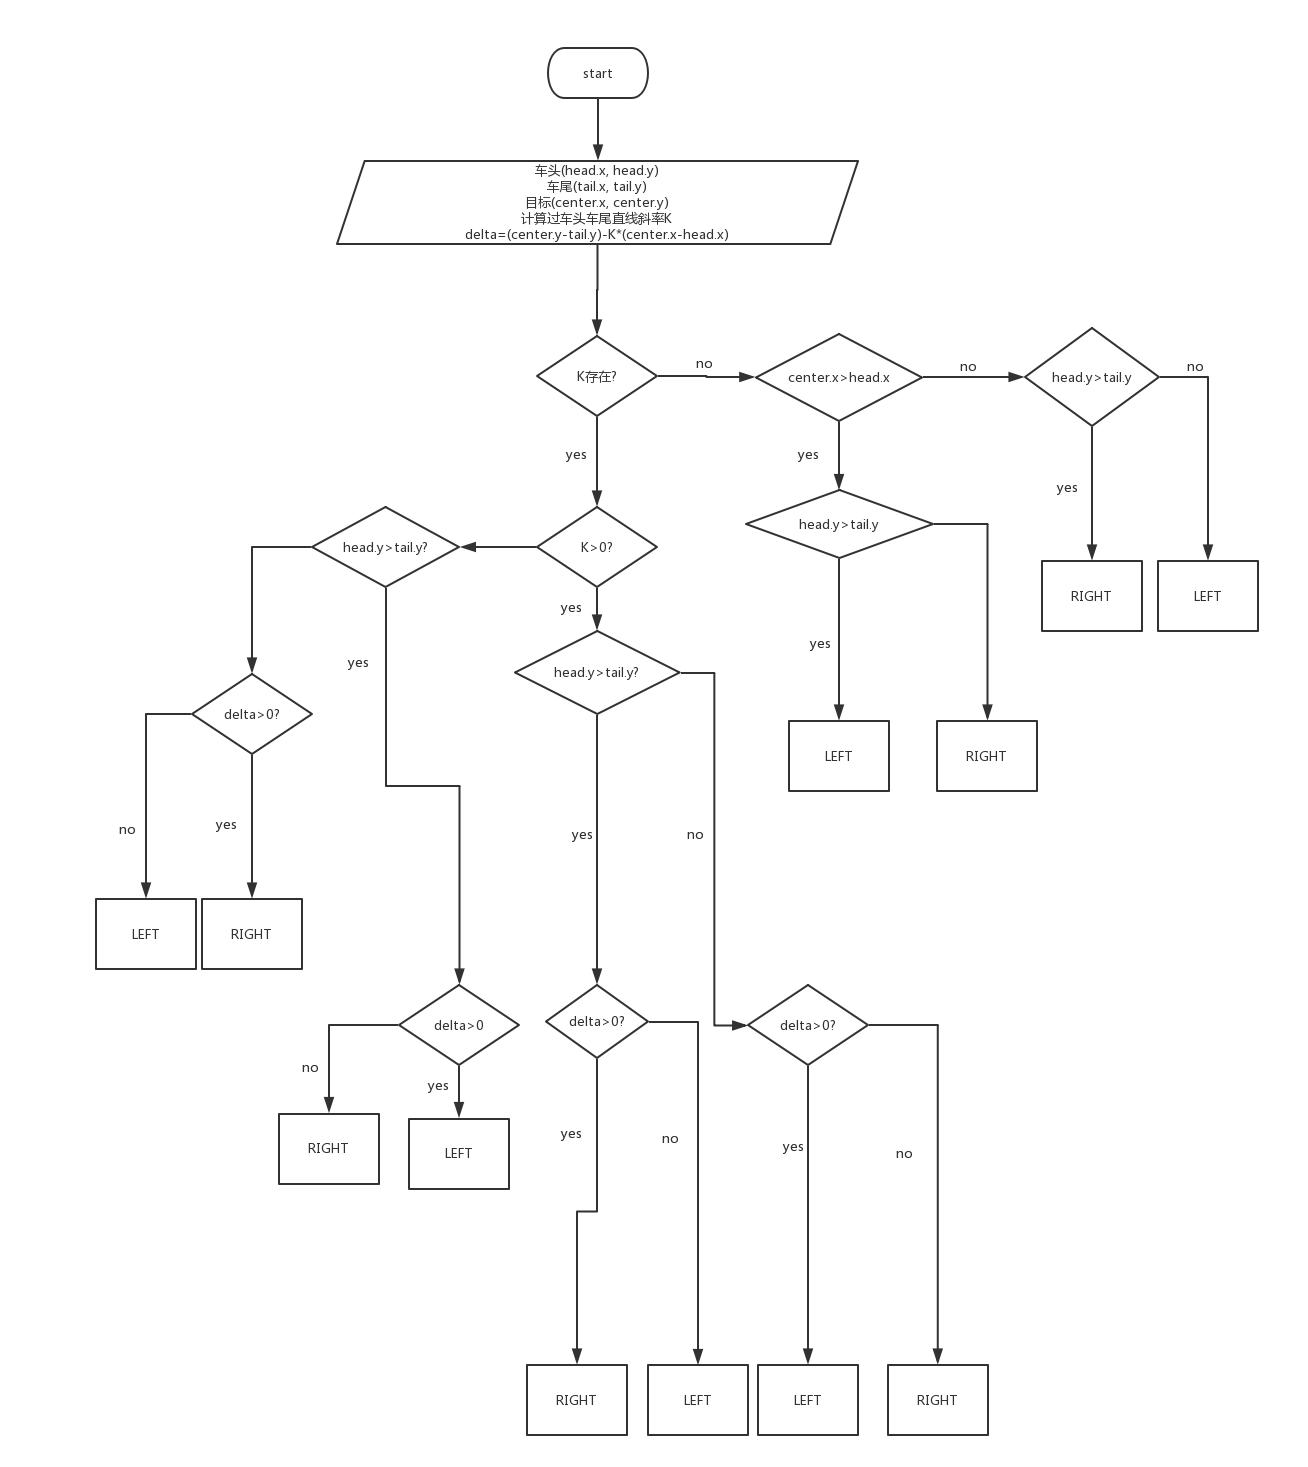 start
车头(head.x, head.y)
车尾(tail.x, tail.y)
目标(center.x, center.y)
计算过车头车尾直线斜率K
delta=(center.y-tail.y)-K*(center.x-head.x)
K存在?
no
center.x>head.x
no
head.y>tail.y
no
yes
yes
yes
head.y>tail.y?
K>0?
head.y>tail.y
RIGHT
LEFT
yes
yes
yes
head.y>tail.y?
delta>0?
LEFT
RIGHT
no
yes
yes
no
LEFT
RIGHT
delta>0
delta>0?
delta>0?
no
yes
RIGHT
LEFT
yes
no
yes
no
RIGHT
LEFT
LEFT
RIGHT